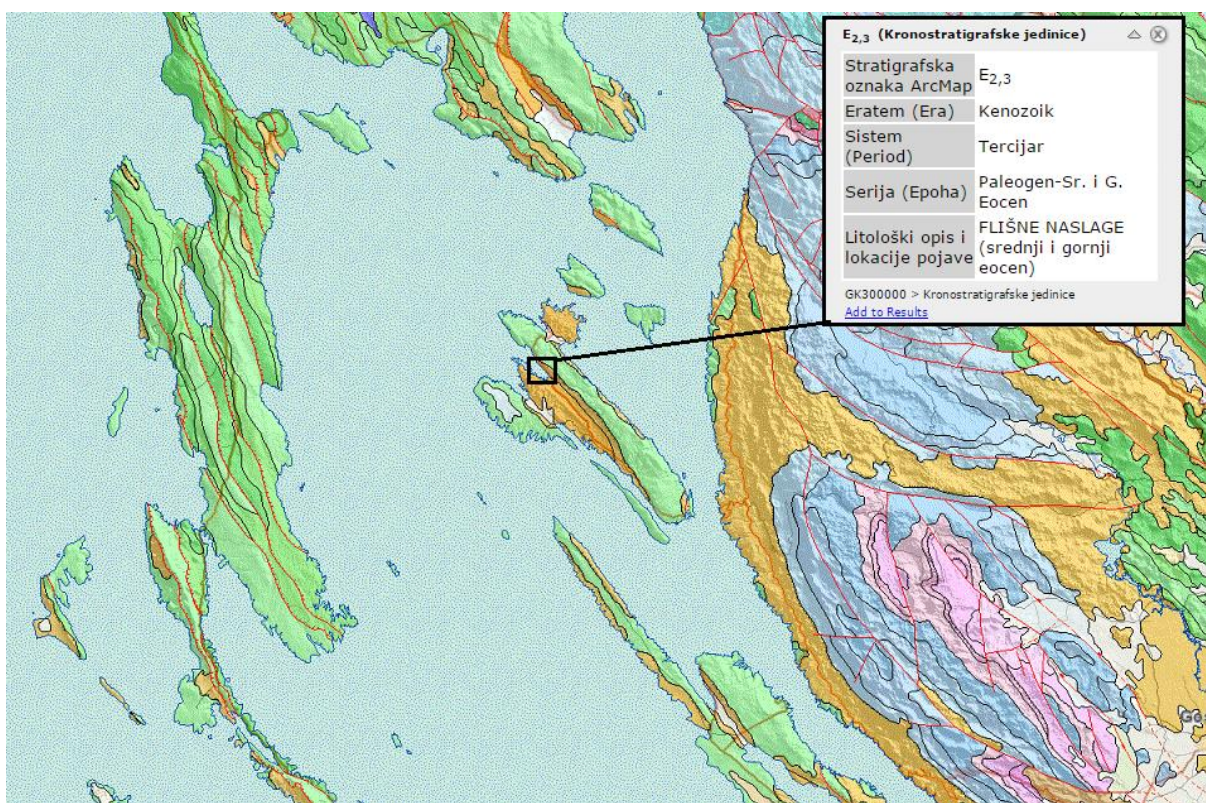 E2,3 (Kronostratigrafske jedinice)
Stratigrafska
oznaka ArcMap
E2,3
Eratem (Era)
Kenozoik
Sistem
(Period)
Tercijar
Serija (Epoha)
Paleogen-Sr. i G.
Eocen
Litološki opis i
lokacije pojave
FLIŠNE NASLAGE
(srednji i gornji
eocen)
GK300000 > Kronostratigrafske jedinice
Add to Results